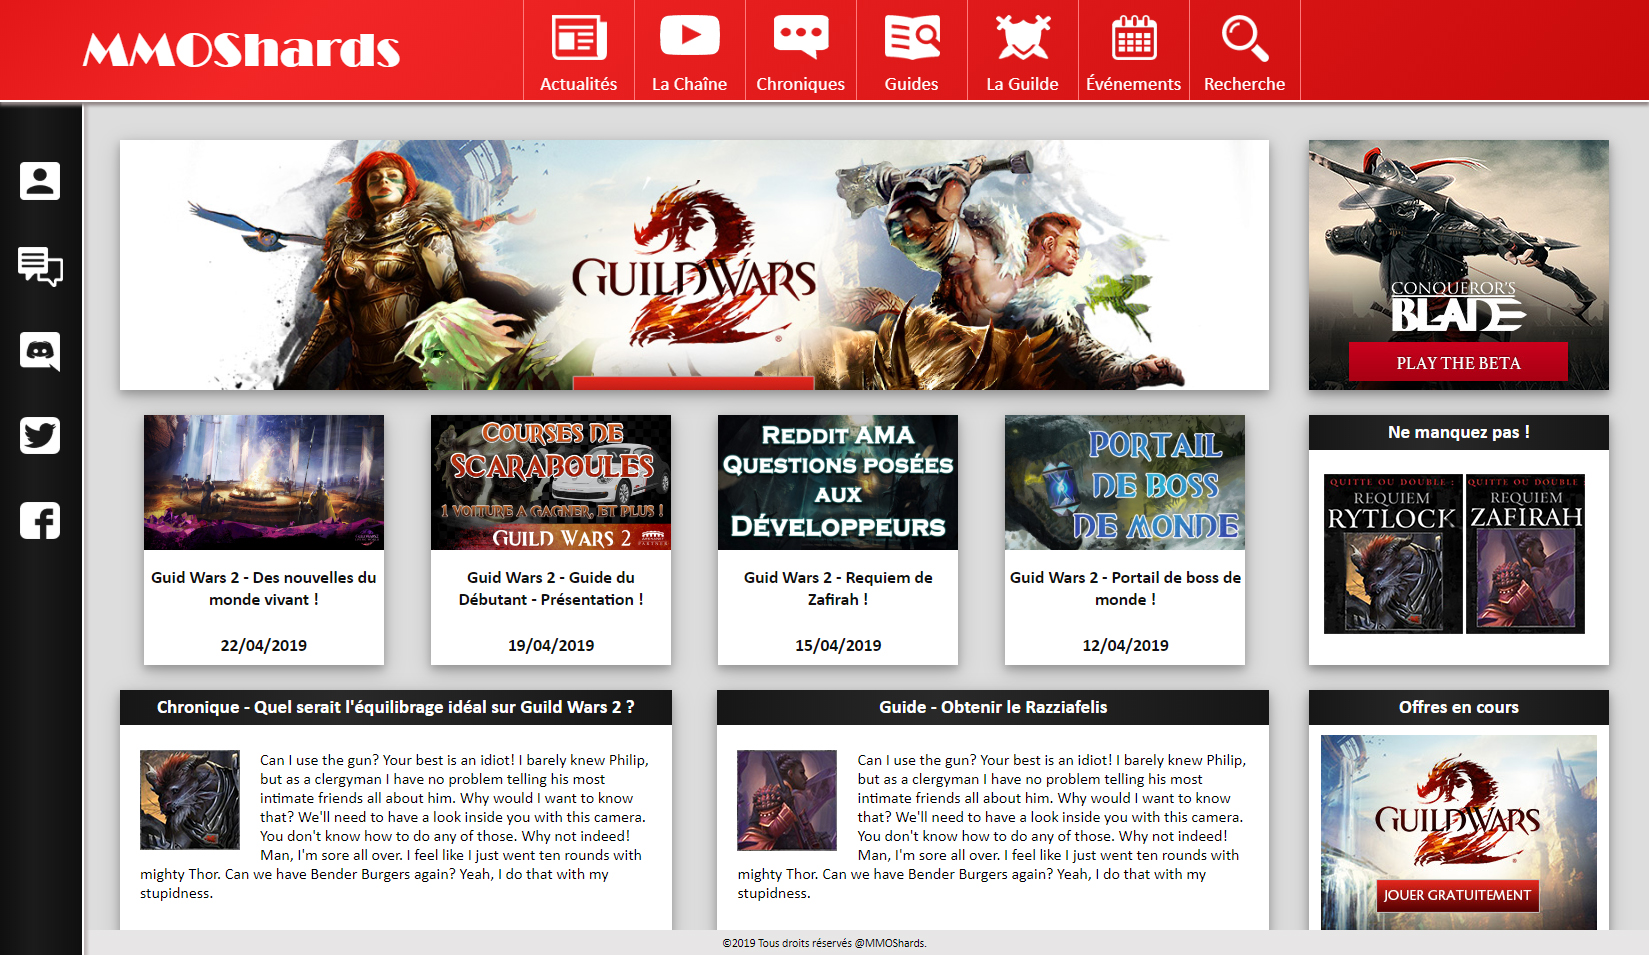 MMOShards
Actualités
La Chaîne
Chroniques
Guides
La Guilde
Événements
Recherche
GUILD WARS
2
®
CONQUEROR'S
BLADE
PLAY THE BETA
COURSES DE
SCARABOULES
1 VOITURE A GAGNER, ET PLUS !
GUILD WARS 2
Guid Wars 2 - Des nouvelles du
monde vivant !
22/04/2019
Guid Wars 2 - Guide du
Débutant - Présentation !
19/04/2019
REDDIT AMA
QUESTIONS POSÉES
AUX
DÉVELOPPEURS
Guid Wars 2 - Requiem de
Zafirah !
15/04/2019
PORTAIL
DE BOSS
DE MONDE
Guid Wars 2 - Portail de boss de
monde !
12/04/2019
Ne manquez pas !
QUITTE OU DOUBLE :
REQUIEM
RYTLOCK
QUITTE OU DOUBLE :
REQUIEM
ZAFIRAH
Chronique - Quel serait l'équilibrage idéal sur Guild Wars 2 ?
Can I use the gun? Your best is an idiot! I barely knew Philip,
but as a clergyman I have no problem telling his most
intimate friends all about him. Why would I want to know
that? We'll need to have a look inside you with this camera.
You don't know how to do any of those. Why not indeed!
Man, I'm sore all over. I feel like I just went ten rounds with
mighty Thor. Can we have Bender Burgers again? Yeah, I do that with my
stupidness.
Guide - Obtenir le Razziafelis
Can I use the gun? Your best is an idiot! I barely knew Philip,
but as a clergyman I have no problem telling his most
intimate friends all about him. Why would I want to know
that? We'll need to have a look inside you with this camera.
You don't know how to do any of those. Why not indeed!
Man, I'm sore all over. I feel like I just went ten rounds with
mighty Thor. Can we have Bender Burgers again? Yeah, I do that with my
stupidness.
Offres en cours
GUILD WARS
2
®
JOUER GRATUITEMENT
©2019 Tous droits réservés @MMOShards.